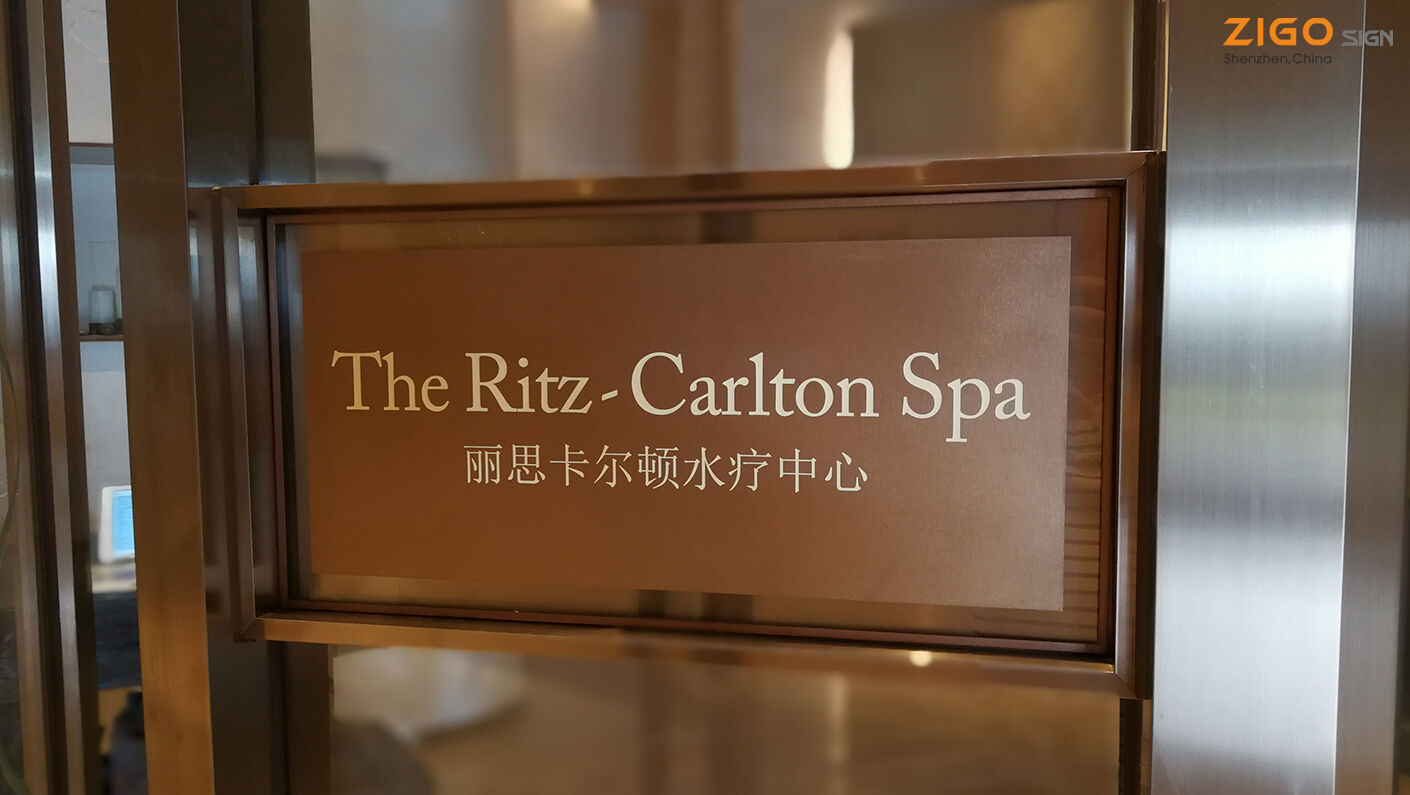 ZIGO SIGN
Shenzhen,China
The Ritz-Carlton Spa
丽思卡尔顿水疗中心